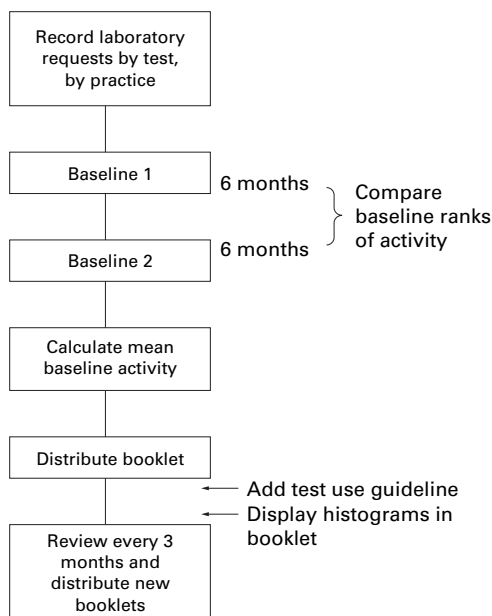 Record laboratory
requests by test,
by practice
Baseline 1
6 months
Compare
baseline ranks
of activity
Baseline 2
6 months
Calculate mean
baseline activity
Distribute booklet
Add test use guideline
Display histograms in
booklet
Review every 3
months and
distribute new
booklets